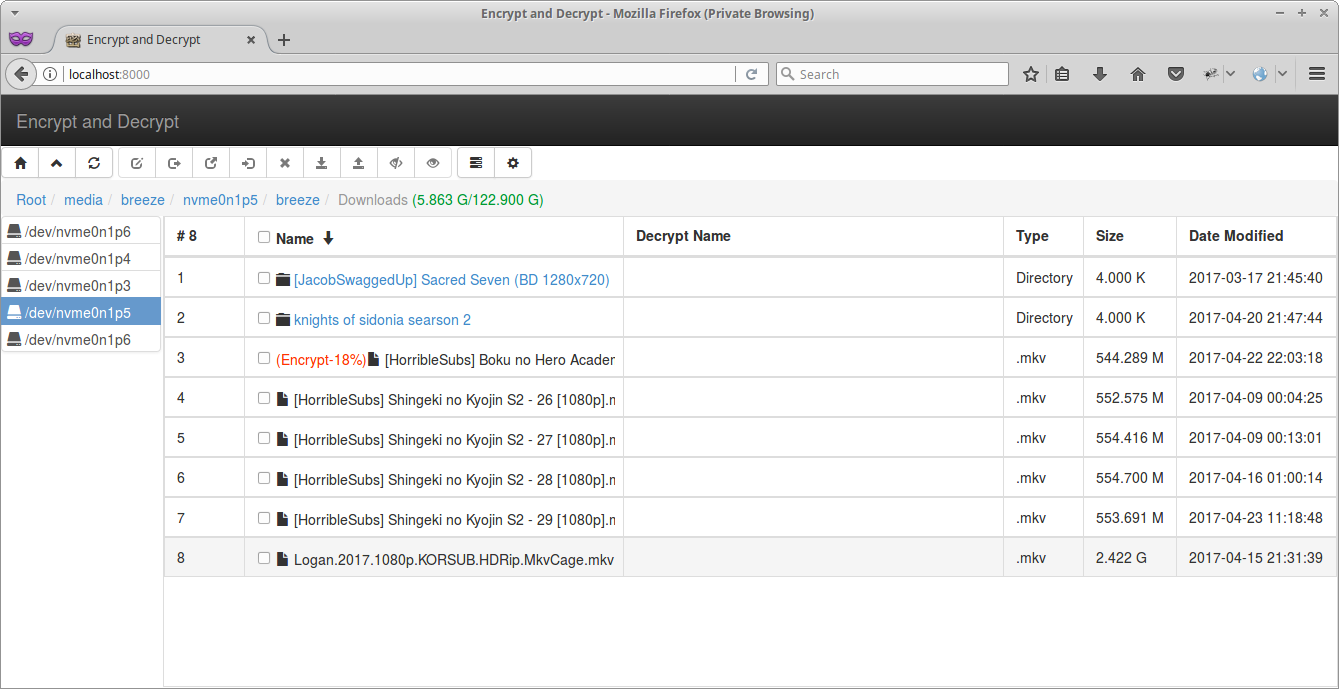 Encrypt and Decrypt - Mozilla Firefox (Private Browsing)
Encrypt and Decrypt
localhost:8000
Search
Encrypt and Decrypt
Root / media / breeze / nvme0n1p5 / breeze / Downloads (5.863 G/122.900 G)
/dev/nvme0n1p6
/dev/nvme0n1p4
/dev/nvme0n1p3
/dev/nvme0n1p5
/dev/nvme0n1p6
# 8 Name Decrypt Name Type Size Date Modified
1 [JacobSwaggedUp] Sacred Seven (BD 1280x720) Directory 4.000 K 2017-03-17 21:45:40
2 knights of sidonia searson 2 Directory 4.000 K 2017-04-20 21:47:44
3 (Encrypt-18%) [HorribleSubs] Boku no Hero Acader .mkv 544.289 M 2017-04-22 22:03:18
4 [HorribleSubs] Shingeki no Kyojin S2 - 26 [1080p].m .mkv 552.575 M 2017-04-09 00:04:25
5 [HorribleSubs] Shingeki no Kyojin S2 - 27 [1080p].m .mkv 554.416 M 2017-04-09 00:13:01
6 [HorribleSubs] Shingeki no Kyojin S2 - 28 [1080p].m .mkv 554.700 M 2017-04-16 01:00:14
7 [HorribleSubs] Shingeki no Kyojin S2 - 29 [1080p].m .mkv 553.691 M 2017-04-23 11:18:48
8 Logan.2017.1080p.KORSUB.HDRip.MkvCage.mkv .mkv 2.422 G 2017-04-15 21:31:39